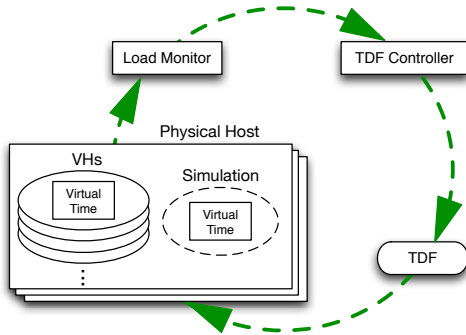 Load Monitor
TDF Controller
Physical Host
VHs
Simulation
Virtual
Time
Virtual
Time
TDF